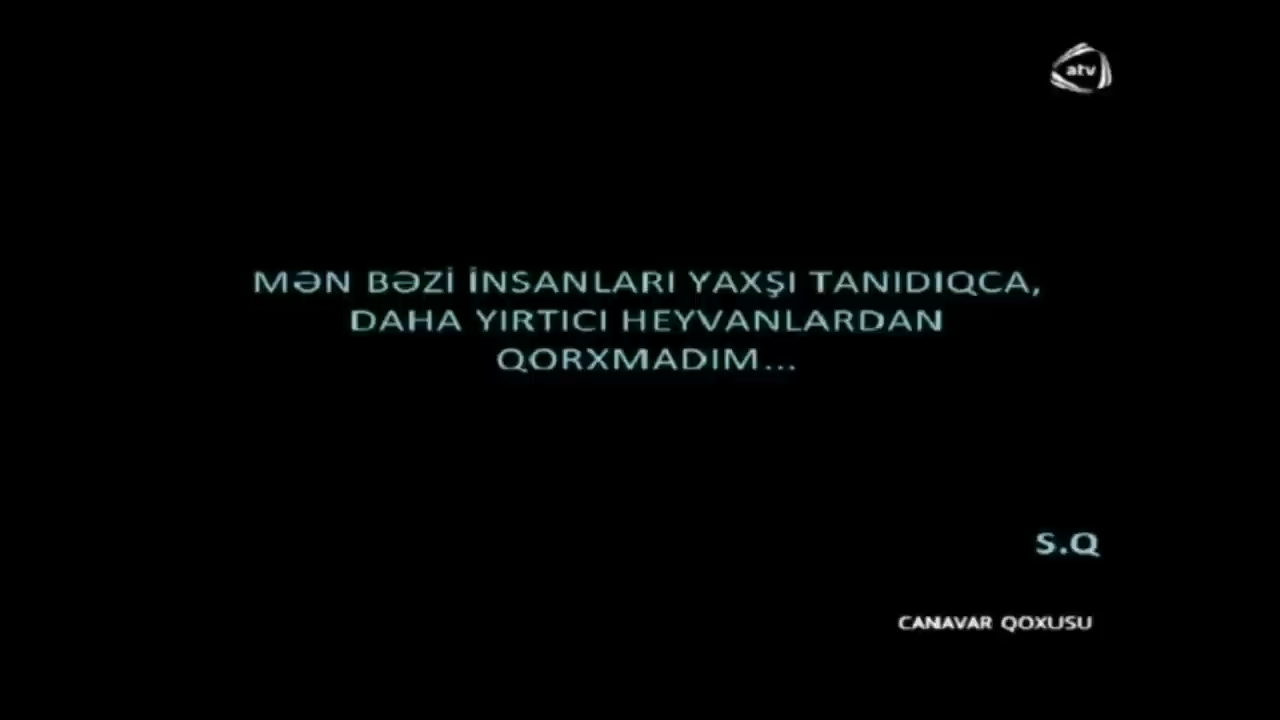 atv
MƏN BƏZİ İNSANLARI YAXŞI TANIDIQCA,
DAHA YIRTICI HEYVANLARDAN
QORXMADIM...
S.Q
CANAVAR QOXUSU